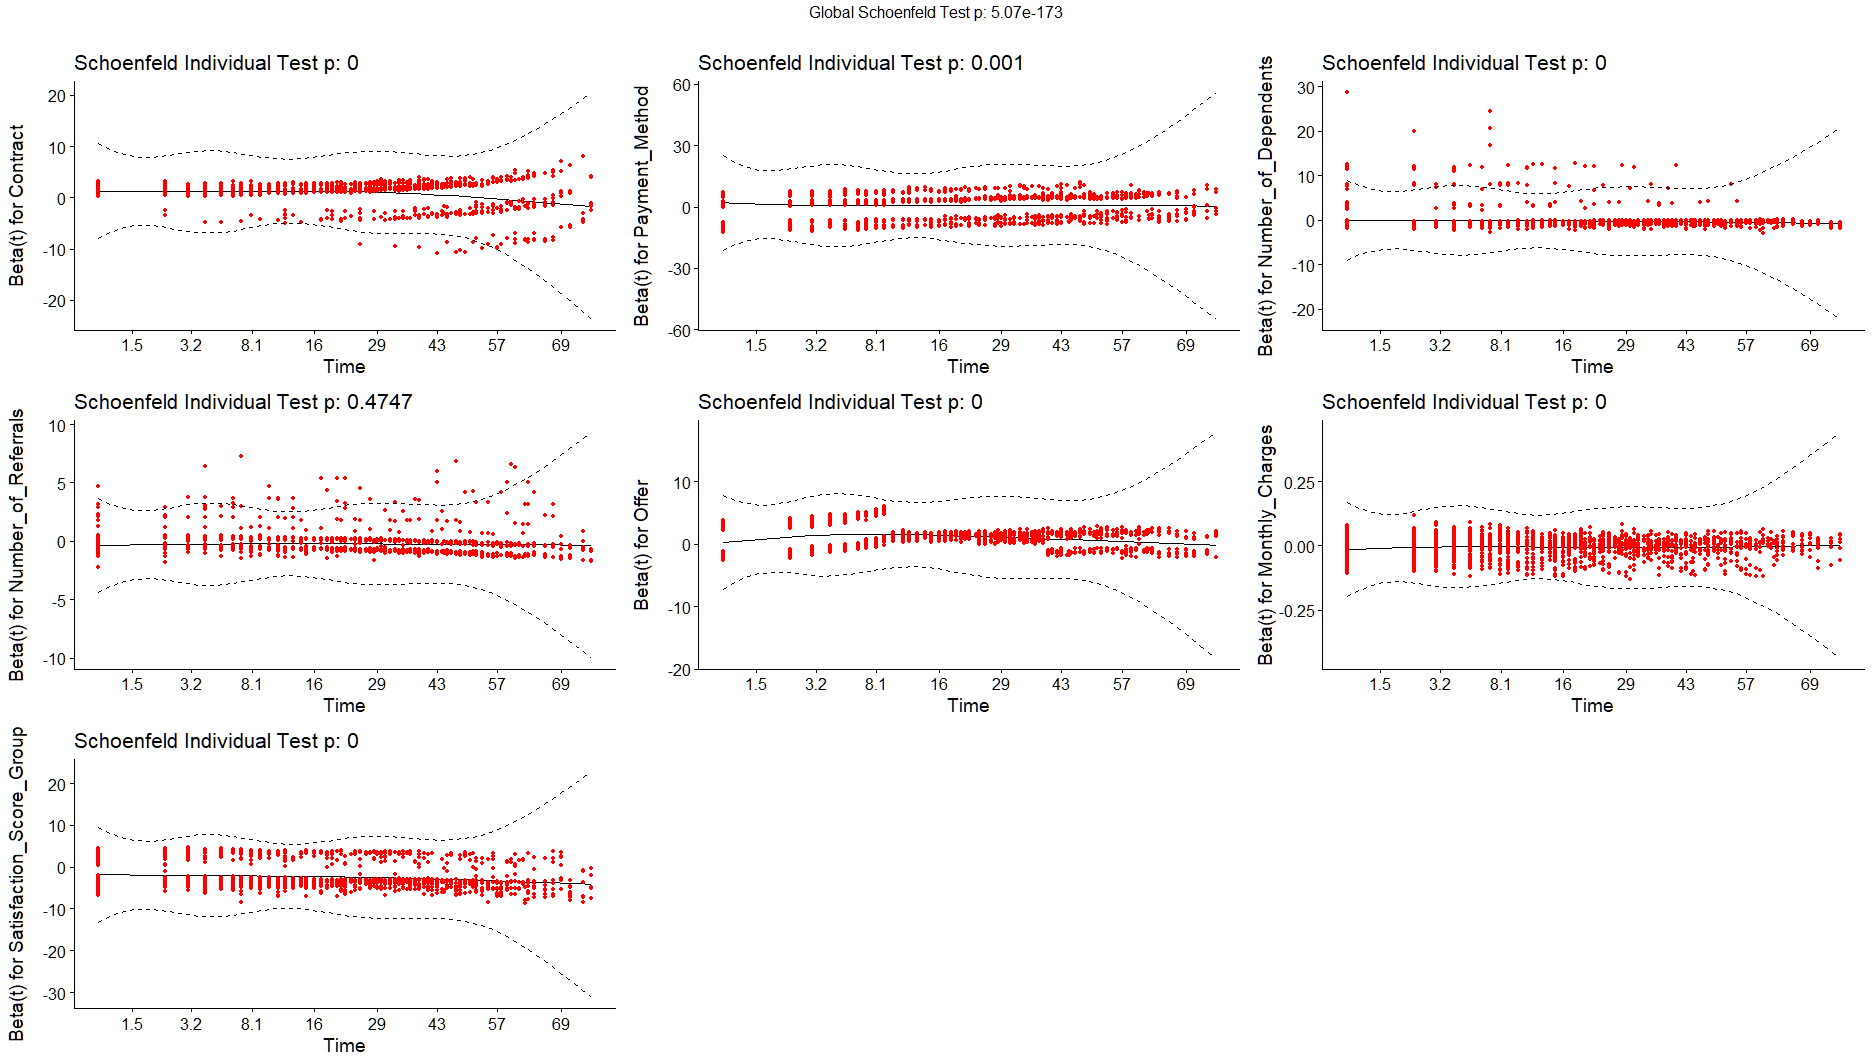 Global Schoenfeld Test p: 5.07e-173
Schoenfeld Individual Test p: 0
Beta(t) for Contract
20
10
0
-10
-20
1.5 3.2 8.1 16 29 43 57 69
Time
Schoenfeld Individual Test p: 0.001
Beta(t) for Payment_Method
60
30
0
-30
-60
1.5 3.2 8.1 16 29 43 57 69
Time
Schoenfeld Individual Test p: 0
Beta(t) for Number_of_Dependents
30
20
10
0
-10
-20
1.5 3.2 8.1 16 29 43 57 69
Time
Schoenfeld Individual Test p: 0.4747
Beta(t) for Number_of_Referrals
10
5
0
-5
-10
1.5 3.2 8.1 16 29 43 57 69
Time
Schoenfeld Individual Test p: 0
Beta(t) for Offer
10
0
-10
-20
1.5 3.2 8.1 16 29 43 57 69
Time
Schoenfeld Individual Test p: 0
Beta(t) for Monthly_Charges
0.25
0.00
-0.25
1.5 3.2 8.1 16 29 43 57 69
Time
Schoenfeld Individual Test p: 0
Beta(t) for Satisfaction_Score_Group
20
10
0
-10
-20
-30
1.5 3.2 8.1 16 29 43 57 69
Time